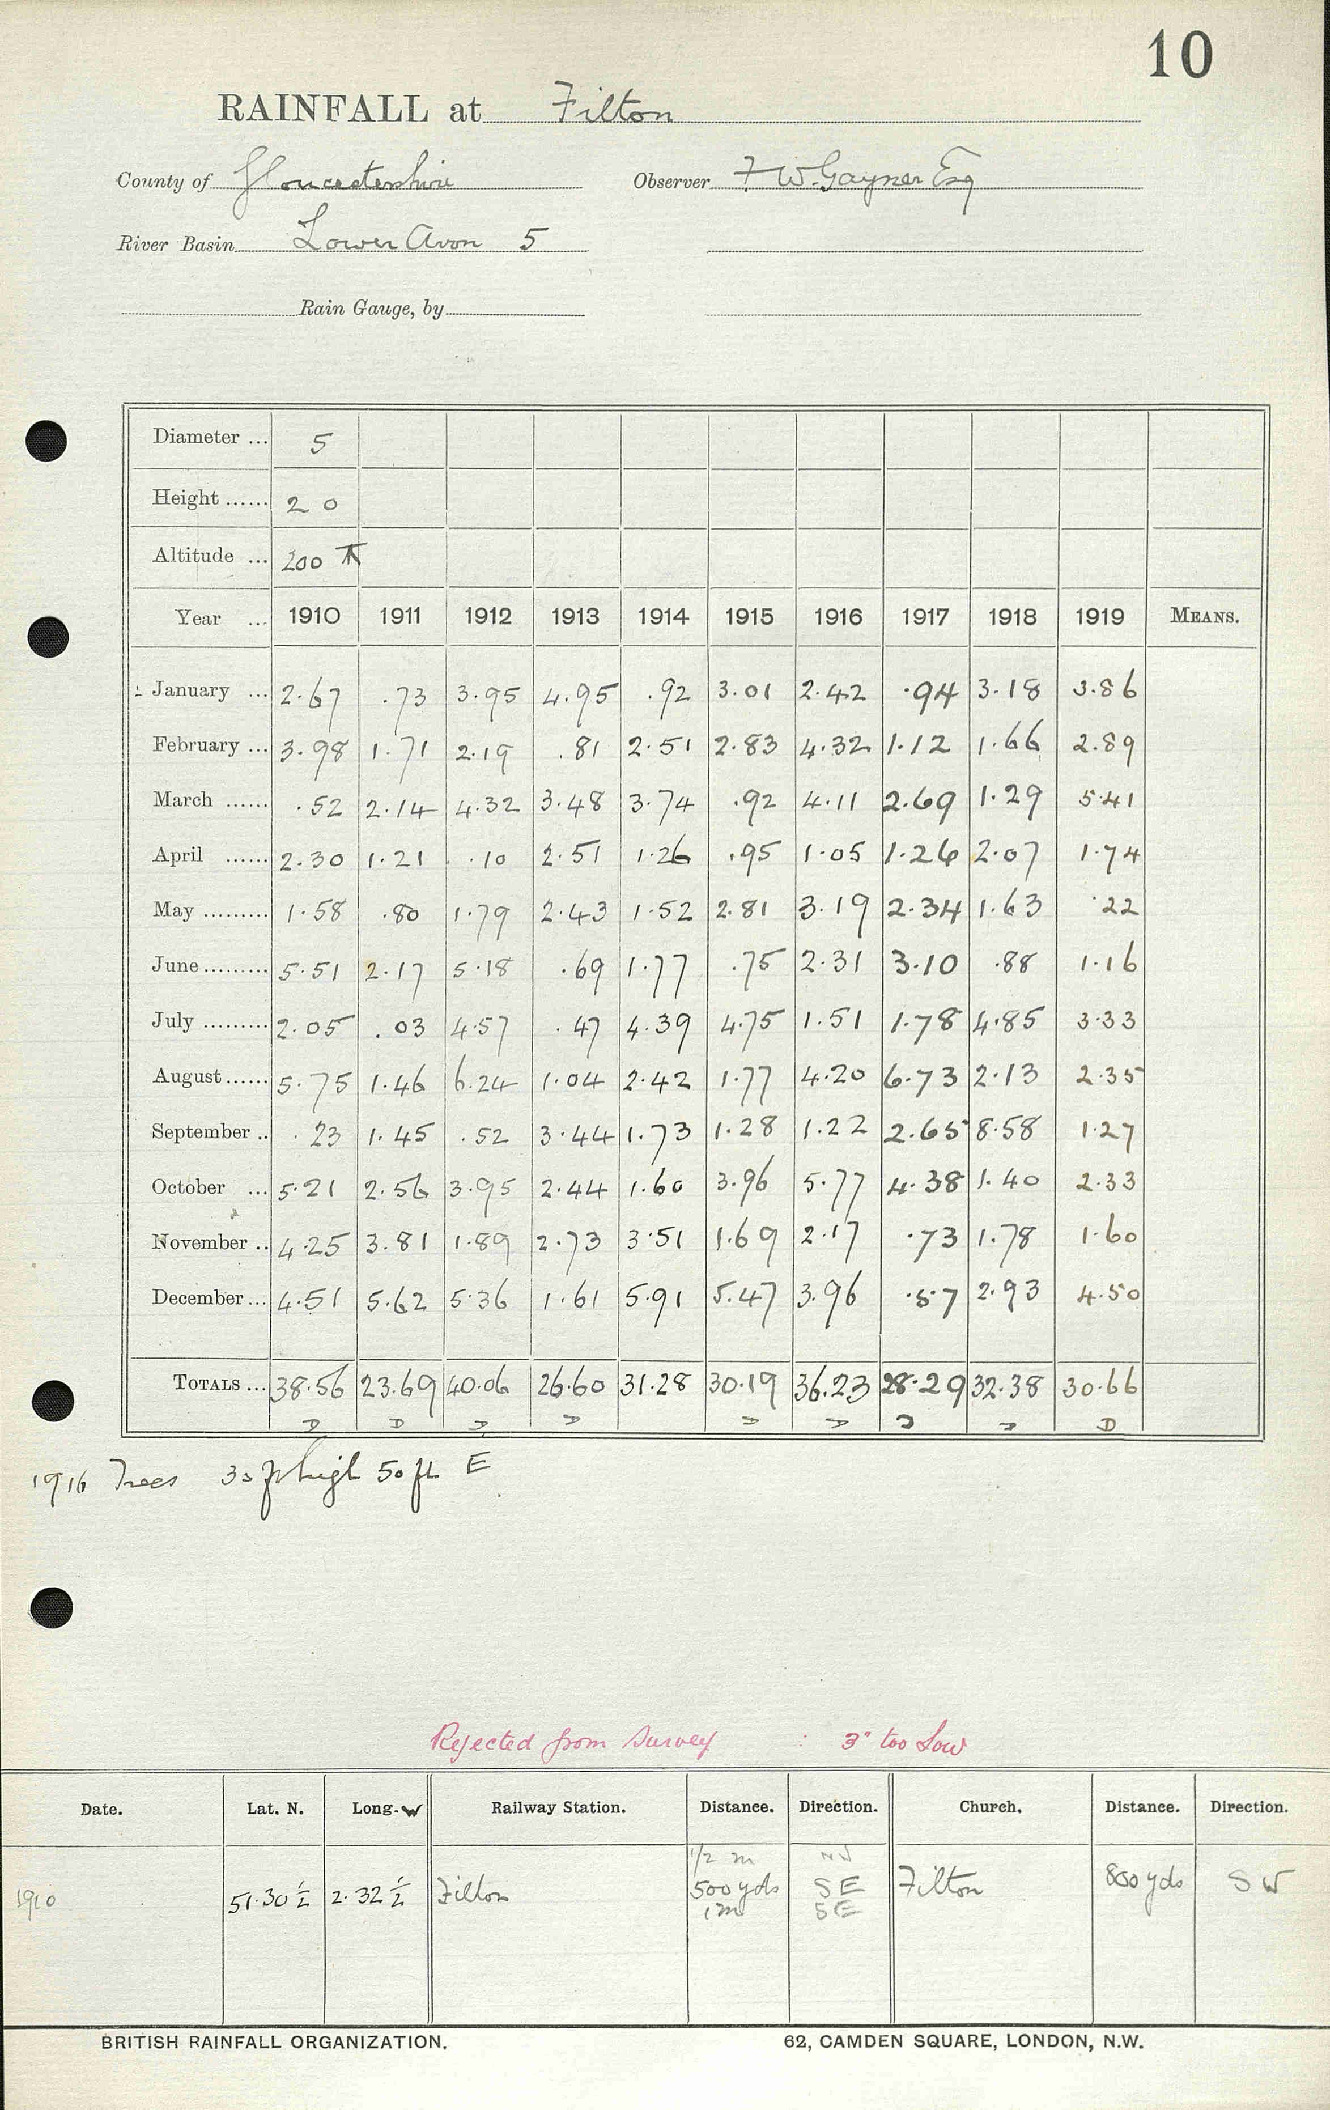 10
RAINFALL at Filton
County of Gloucestershire Observer F W. Gayner Esq
River Basin Lower Avon 5
Rain Gauge, by
Diameter ... 5
Height ...... 2 0
Altitude ... 200
Year ... 1910 1911 1912 1913 1914 1915 1916 1917 1918 1919 MEANS.
January ... 2.67 .73 3.95 4.95 .92 3.01 2.42 .94 3.18 3.86
February ... 3.98 1.71 2.19 .81 2.51 2.83 4.32 1.12 1.66 2.89
March ...... .52 2.14 4.32 3.48 3.74 .92 4.11 2.69 1.29 5.41
April ...... 2.30 1.21 .10 2.51 1.26 .95 1.05 1.26 2.07 1.74
May ......... 1.58 .80 1.79 2.43 1.52 2.81 3.19 2.34 1.63 .22
June ......... 5.51 2.17 5.18 .69 1.77 .75 2.31 3.10 .88 1.16
July ......... 2.05 .03 4.57 .47 4.39 4.75 1.51 1.78 4.85 3.33
August ...... 5.75 1.46 6.24 1.04 2.42 1.77 4.20 6.73 2.13 2.35
September .. .23 1.45 .52 3.44 1.73 1.28 1.22 2.65 8.58 1.27
October ... 5.21 2.56 3.95 2.44 1.60 3.96 5.77 4.38 1.40 2.33
November .. 4.25 3.81 1.89 2.73 3.51 1.69 2.17 .73 1.78 1.60
December ... 4.51 5.62 5.36 1.61 5.91 5.47 3.96 .57 2.93 4.50
TOTALS ... 38.56 23.69 40.06 26.60 31.28 30.19 36.23 28.29 32.38 30.66
D D D D D D D D D
1916 Trees 30 ft high 50 ft E
Rejected from Survey : 3" too Low
Date. Lat. N. Long. W Railway Station. Distance. Direction. Church. Distance. Direction.
1/2 m NW
1910 51.30 1/2 2.32 1/2 Filton 500 yds SE Filton 800 yds SW
1m SE
BRITISH RAINFALL ORGANIZATION. 62, CAMDEN SQUARE, LONDON, N.W.